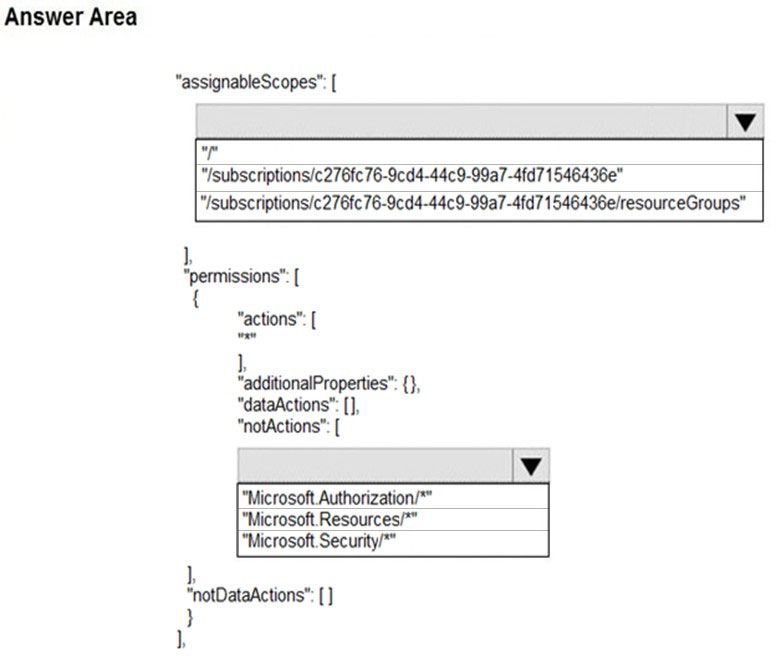 Answer Area
"assignableScopes": [
"/"
"/subscriptions/c276fc76-9cd4-44c9-99a7-4fd71546436e"
"/subscriptions/c276fc76-9cd4-44c9-99a7-4fd71546436e/resourceGroups"
],
"permissions": [
{
"actions": [
"*"
],
"additionalProperties": {},
"dataActions": [],
"notActions": [
"Microsoft.Authorization/*"
"Microsoft.Resources/*"
"Microsoft.Security/*"
],
"notDataActions": [ ]
}
],